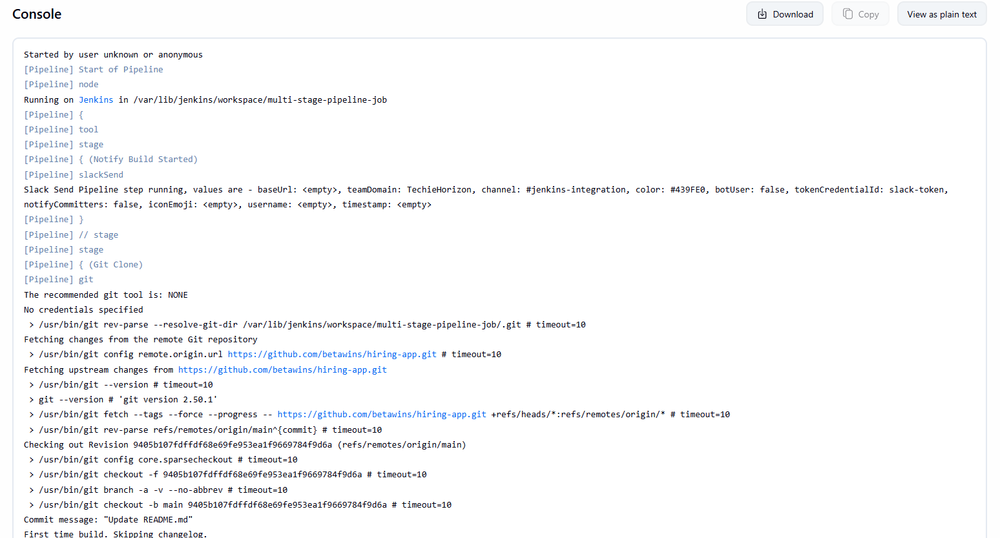 Console
Download
Copy
View as plain text
Started by user unknown or anonymous
[Pipeline] Start of Pipeline
[Pipeline] node
Running on Jenkins in /var/lib/jenkins/workspace/multi-stage-pipeline-job
[Pipeline] {
[Pipeline] tool
[Pipeline] stage
[Pipeline] { (Notify Build Started)
[Pipeline] slackSend
Slack Send Pipeline step running, values are - baseUrl: <empty>, teamDomain: TechieHorizon, channel: #jenkins-integration, color: #439FE0, botUser: false, tokenCredentialId: slack-token,
notifyCommitters: false, iconEmoji: <empty>, username: <empty>, timestamp: <empty>
[Pipeline] }
[Pipeline] // stage
[Pipeline] stage
[Pipeline] { (Git Clone)
[Pipeline] git
The recommended git tool is: NONE
No credentials specified
 > /usr/bin/git rev-parse --resolve-git-dir /var/lib/jenkins/workspace/multi-stage-pipeline-job/.git # timeout=10
Fetching changes from the remote Git repository
 > /usr/bin/git config remote.origin.url https://github.com/betawins/hiring-app.git # timeout=10
Fetching upstream changes from https://github.com/betawins/hiring-app.git
 > /usr/bin/git --version # timeout=10
 > git --version # 'git version 2.50.1'
 > /usr/bin/git fetch --tags --force --progress -- https://github.com/betawins/hiring-app.git +refs/heads/*:refs/remotes/origin/* # timeout=10
 > /usr/bin/git rev-parse refs/remotes/origin/main^{commit} # timeout=10
Checking out Revision 9405b107fdffdf68e69fe953ea1f9669784f9d6a (refs/remotes/origin/main)
 > /usr/bin/git config core.sparsecheckout # timeout=10
 > /usr/bin/git checkout -f 9405b107fdffdf68e69fe953ea1f9669784f9d6a # timeout=10
 > /usr/bin/git branch -a -v --no-abbrev # timeout=10
 > /usr/bin/git checkout -b main 9405b107fdffdf68e69fe953ea1f9669784f9d6a # timeout=10
Commit message: "Update README.md"
First time build. Skipping changelog.